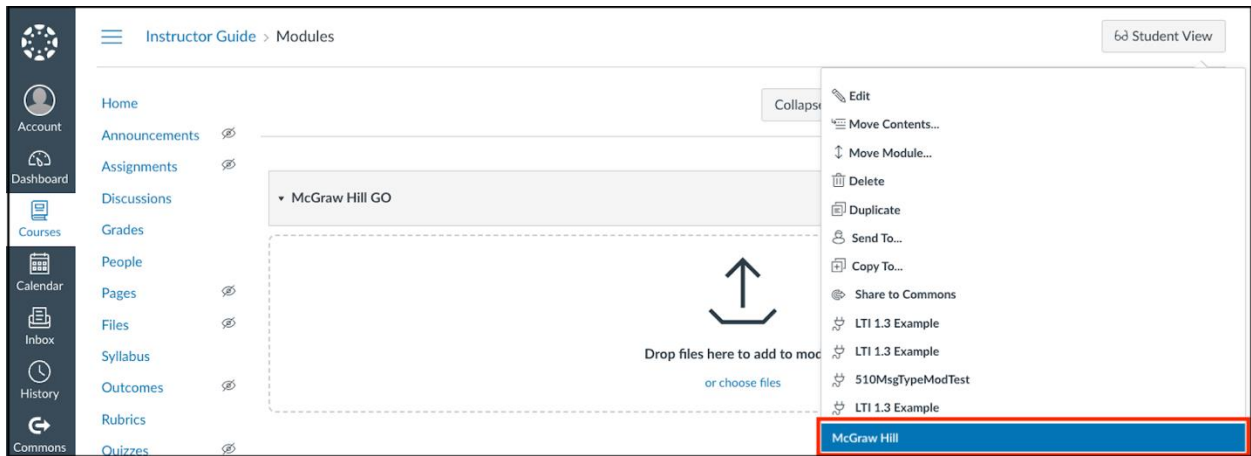 Instructor Guide > Modules
Student View
Account
Dashboard
Courses
Calendar
Inbox
History
Commons
Home
Announcements
Assignments
Discussions
Grades
People
Pages
Files
Syllabus
Outcomes
Rubrics
Quizzes
McGraw Hill GO
Drop files here to add to
or choose files
Edit
Move Contents...
Move Module...
Delete
Duplicate
Send To...
Copy To...
Share to Commons
LTI 1.3 Example
LTI 1.3 Example
510MsgTypeModTest
LTI 1.3 Example
McGraw Hill